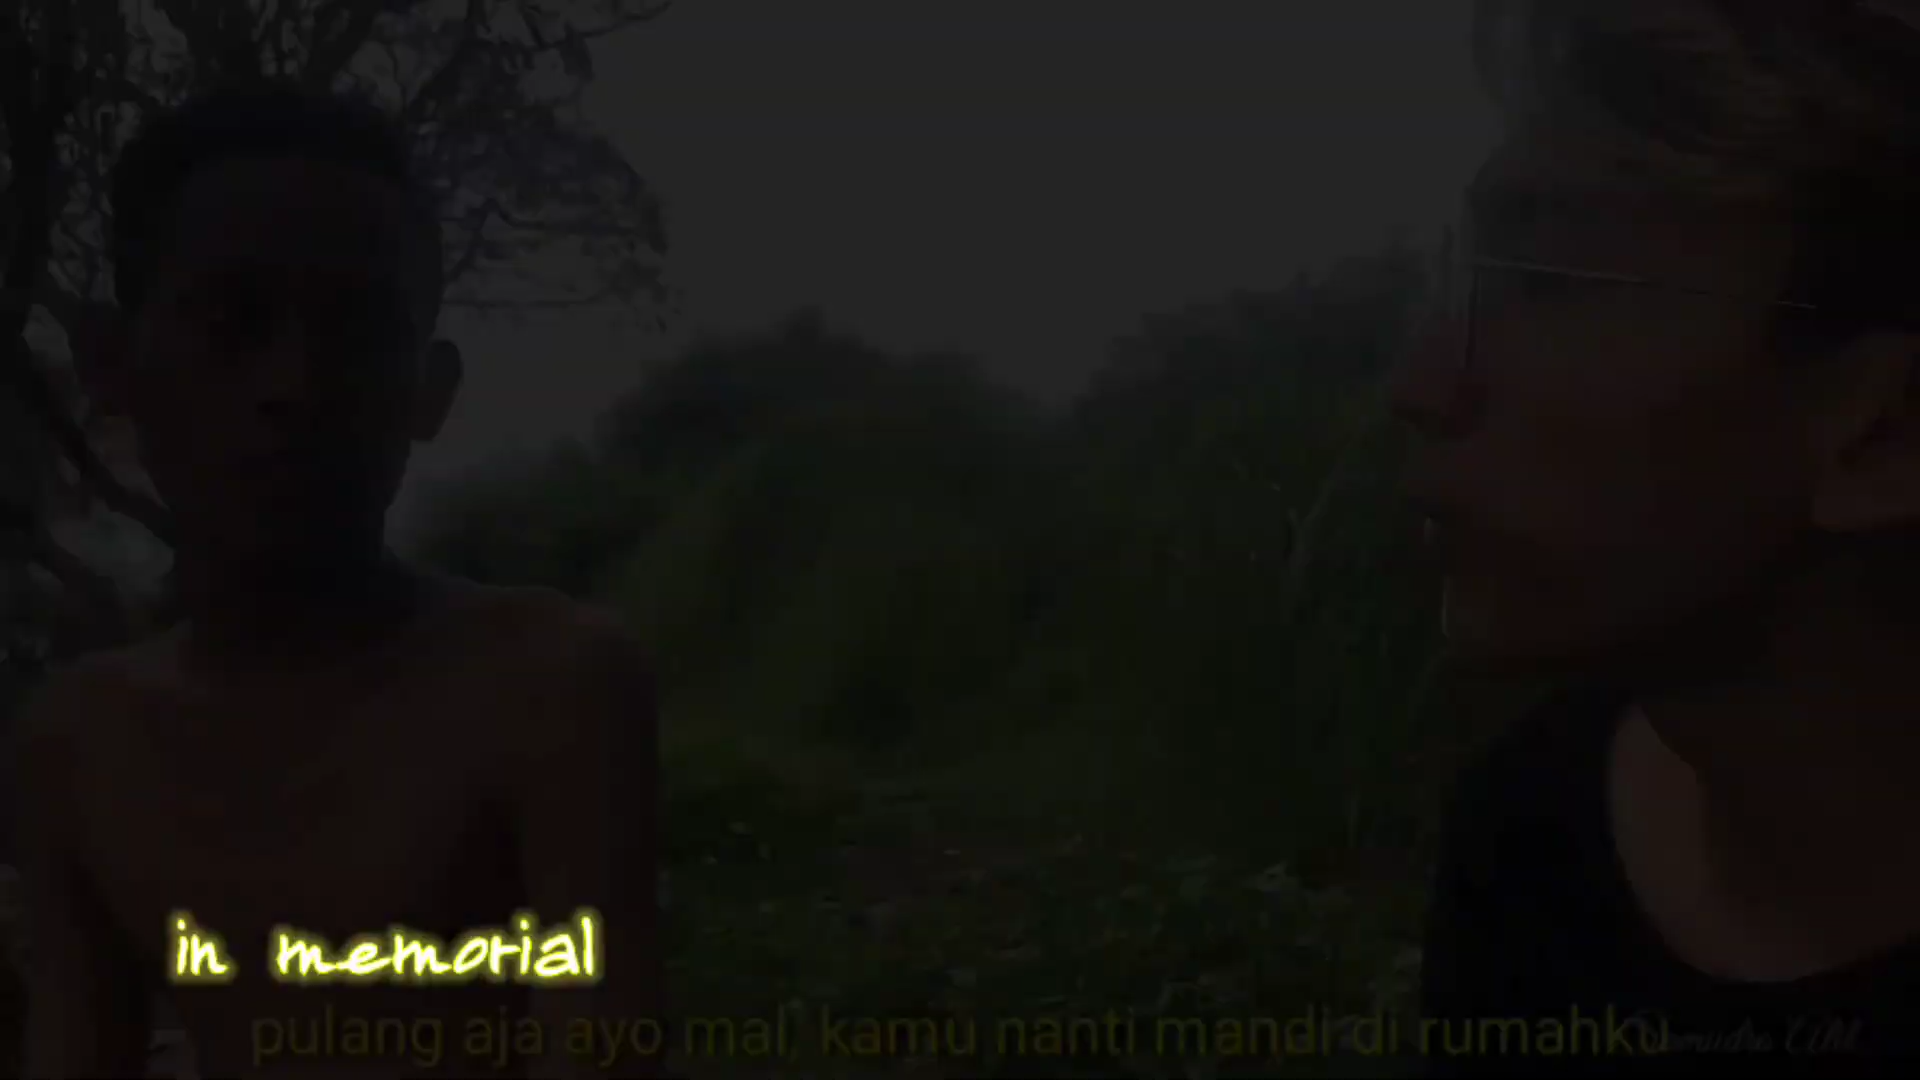 in memorial
pulang aja ayo mal, kamu nanti mandi di rumahku